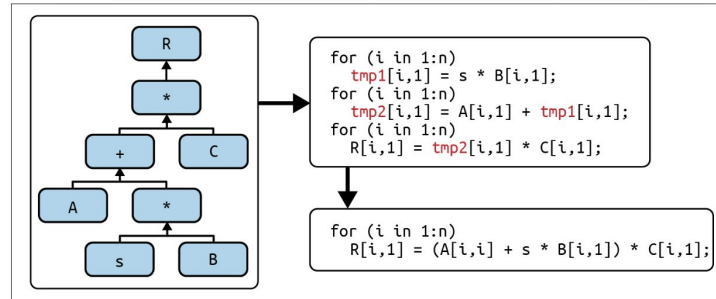 R
*
+
C
A
*
s
B
for (i in 1:n)
tmp1[i,1] = s * B[i,1];
for (i in 1:n)
tmp2[i,1] = A[i,1] + tmp1[i,1];
for (i in 1:n)
R[i,1] = tmp2[i,1] * C[i,1];
for (i in 1:n)
R[i,1] = (A[i,i] + s * B[i,1]) * C[i,1];